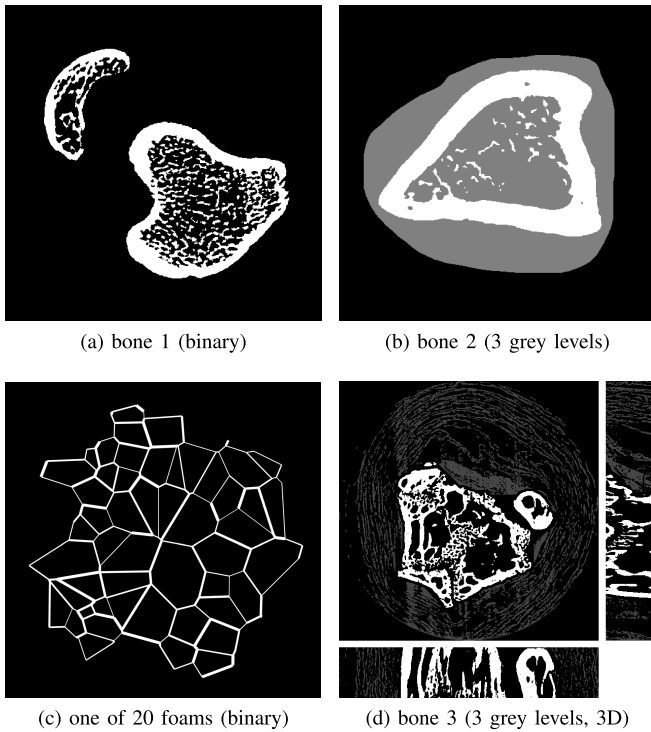 (a) bone 1 (binary)
(b) bone 2 (3 grey levels)
(c) one of 20 foams (binary)
(d) bone 3 (3 grey levels, 3D)